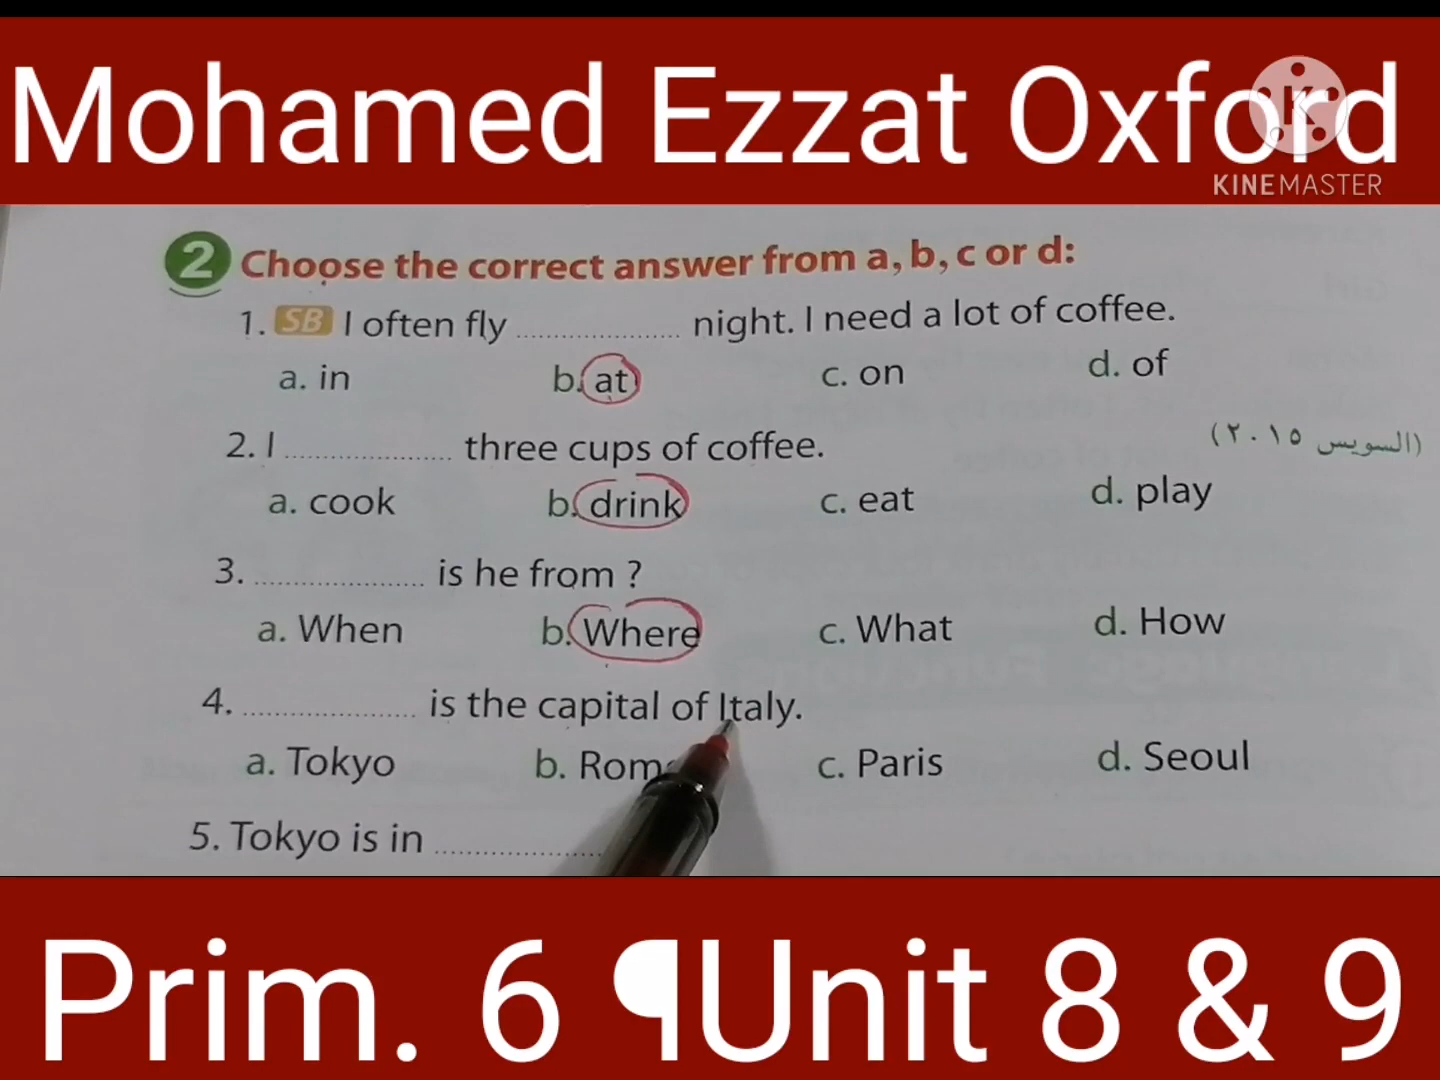 Mohamed Ezzat Oxford
KINEMASTER
2 Choose the correct answer from a, b, c or d:
1. SB I often fly .................... night. I need a lot of coffee.
a. in b. at c. on d. of
2. I .................... three cups of coffee. (السويس ٢٠١٥)
a. cook b. drink c. eat d. play
3. .................... is he from ?
a. When b. Where c. What d. How
4. .................... is the capital of Italy.
a. Tokyo b. Rome c. Paris d. Seoul
5. Tokyo is in ....................
Prim. 6 ¶Unit 8 & 9